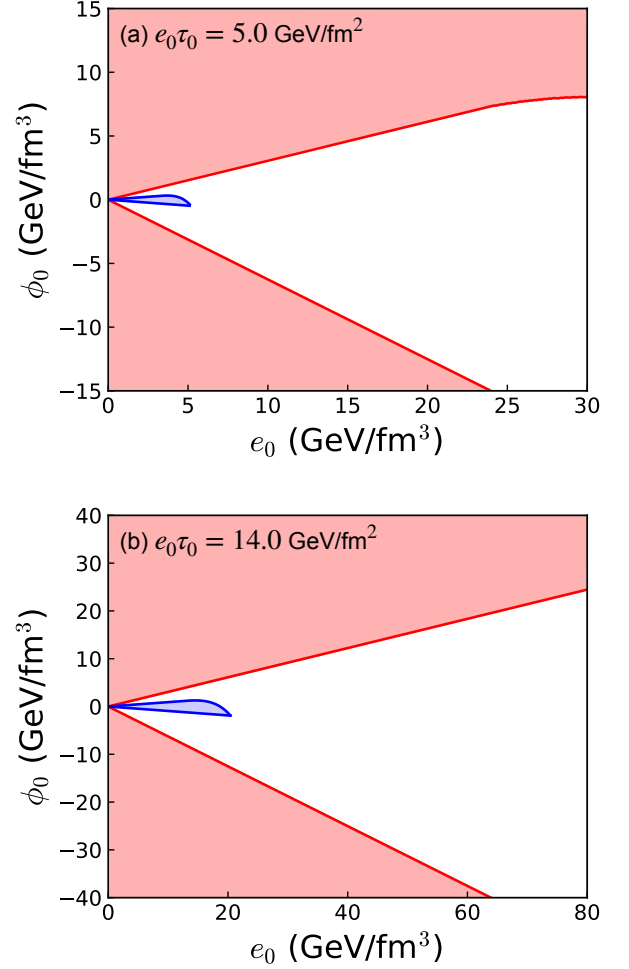 (a) e₀τ₀ = 5.0 GeV/fm²
15
10
5
0
−5
−10
−15
ϕ₀ (GeV/fm³)
0 5 10 15 20 25 30
e₀ (GeV/fm³)
(b) e₀τ₀ = 14.0 GeV/fm²
40
30
20
10
0
−10
−20
−30
−40
ϕ₀ (GeV/fm³)
0 20 40 60 80
e₀ (GeV/fm³)